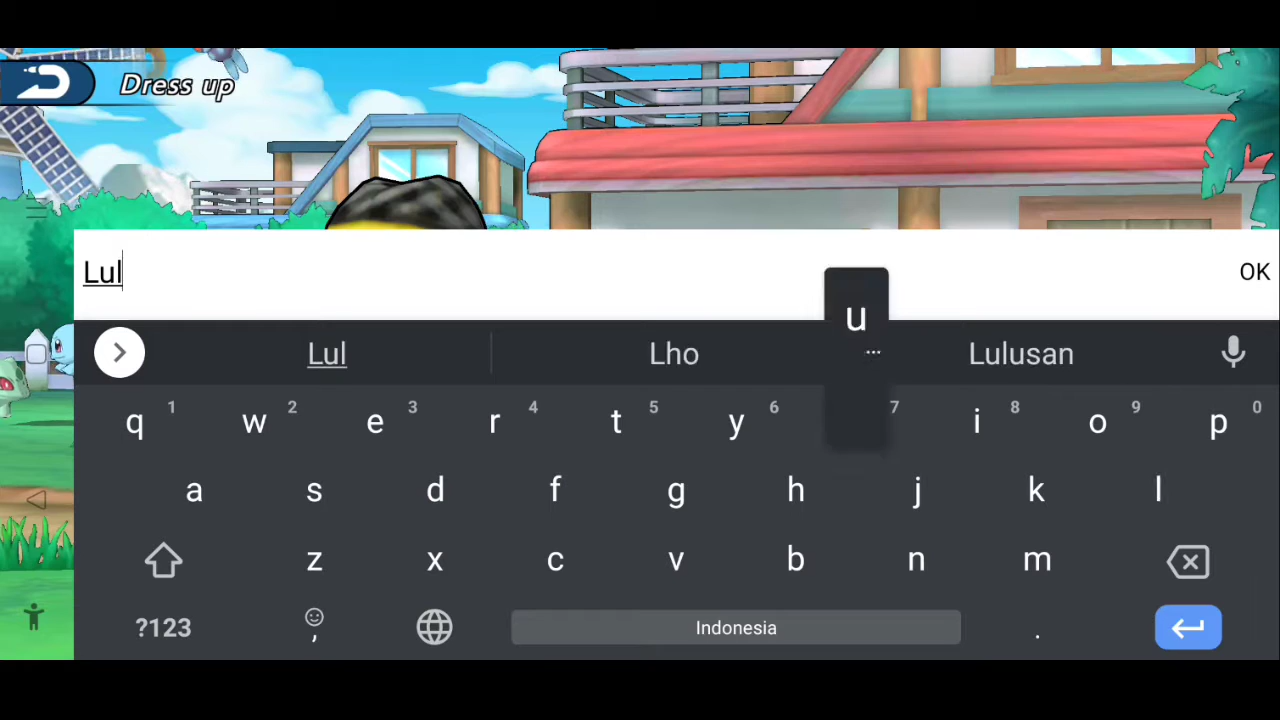 Dress up
Lul
OK
u
...
Lul Lho Lulusan
q 1 w 2 e 3 r 4 t 5 y 6 7 i 8 o 9 p 0
a s d f g h j k l
z x c v b n m
?123 , Indonesia .